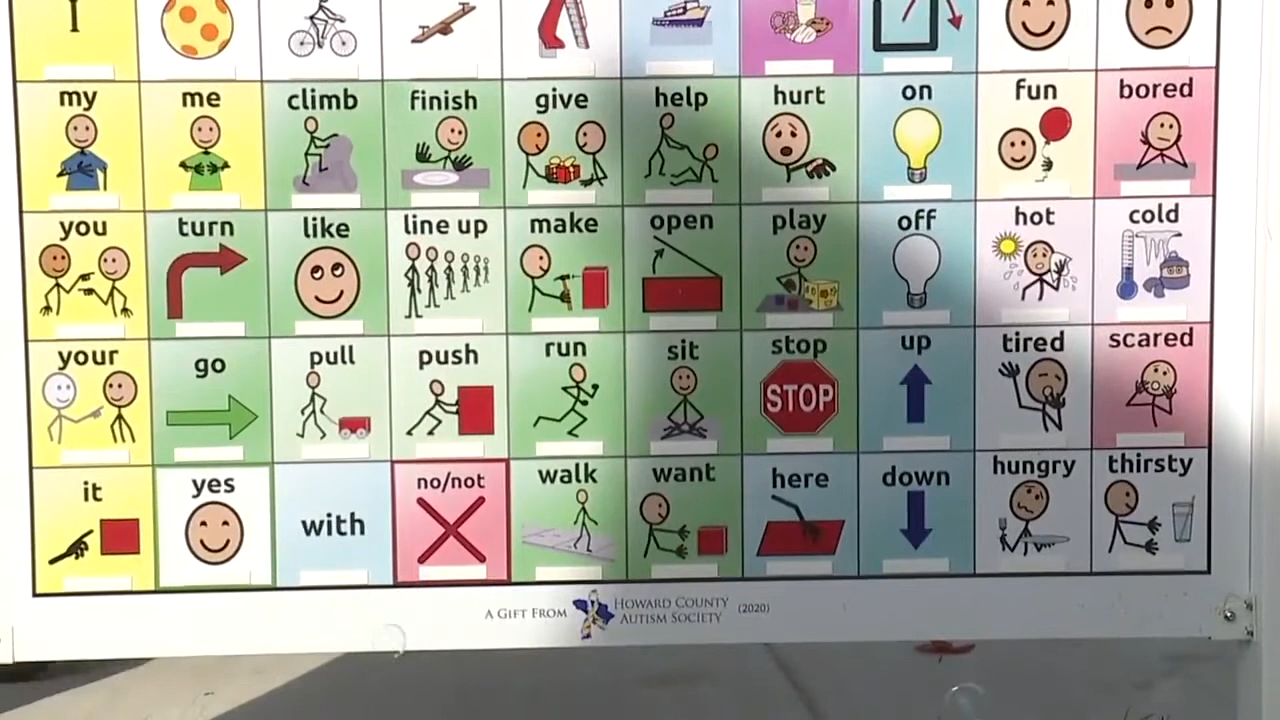 I
my me climb finish give help hurt on fun bored
you turn like line up make open play off hot cold
your go pull push run sit stop up tired scared
STOP
it yes with no/not walk want here down hungry thirsty
A GIFT FROM HOWARD COUNTY AUTISM SOCIETY (2020)